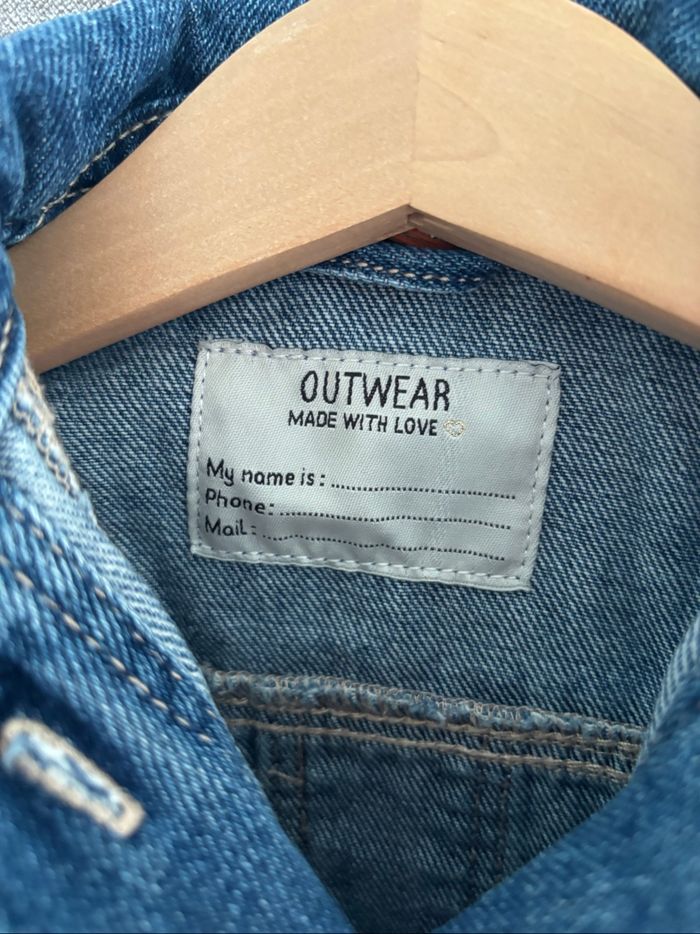 OUTWEAR
MADE WITH LOVE
My name is: ................................
Phone: ................................
Mail: ................................